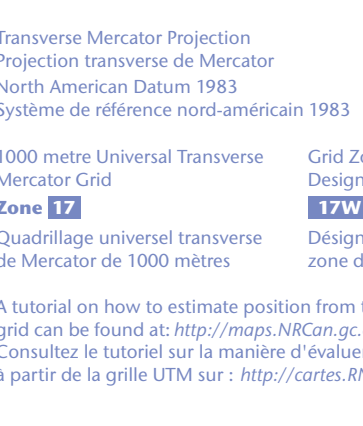 Transverse Mercator Projection
Projection transverse de Mercator
North American Datum 1983
Système de référence nord-américain 1983
1000 metre Universal Transverse
Mercator Grid
Zone 17
Quadrillage universel transverse
de Mercator de 1000 mètres
Grid Zo
Design
17W
Désign
zone d
A tutorial on how to estimate position from t
grid can be found at: http://maps.NRCan.gc.
Consultez le tutoriel sur la manière d'évaluer
à partir de la grille UTM sur : http://cartes.RN